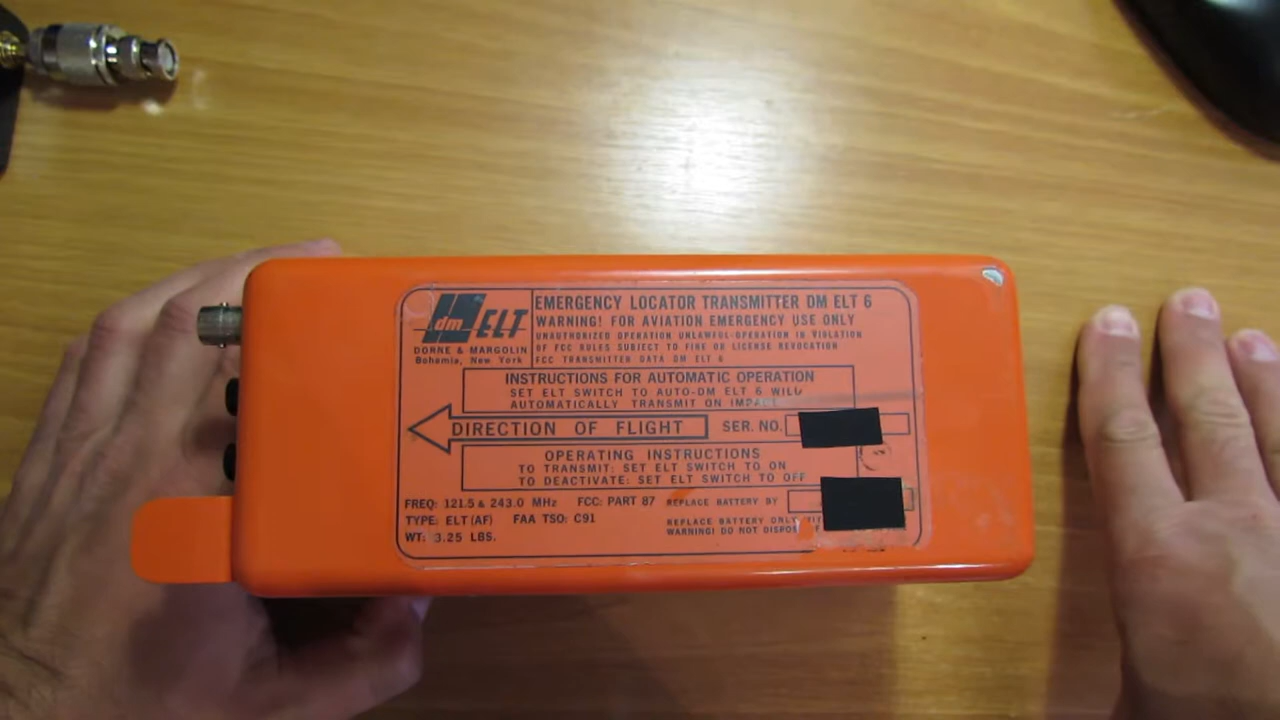 dm ELT
DORNE & MARGOLIN
Bohemia, New York
EMERGENCY LOCATOR TRANSMITTER DM ELT 6
WARNING! FOR AVIATION EMERGENCY USE ONLY
UNAUTHORIZED OPERATION UNLAWFUL-OPERATION IN VIOLATION
OF FCC RULES SUBJECT TO FINE OR LICENSE REVOCATION
FCC TRANSMITTER DATA DM ELT 6
INSTRUCTIONS FOR AUTOMATIC OPERATION
SET ELT SWITCH TO AUTO-DM ELT 6 WILL
AUTOMATICALLY TRANSMIT ON IMPACT
DIRECTION OF FLIGHT
SER. NO.
OPERATING INSTRUCTIONS
TO TRANSMIT: SET ELT SWITCH TO ON
TO DEACTIVATE: SET ELT SWITCH TO OFF
FREQ: 121.5 & 243.0 MHz FCC: PART 87 REPLACE BATTERY BY
TYPE: ELT (AF) FAA TSO: C91
REPLACE BATTERY ONLY
WARNING! DO NOT
WT: 3.25 LBS.